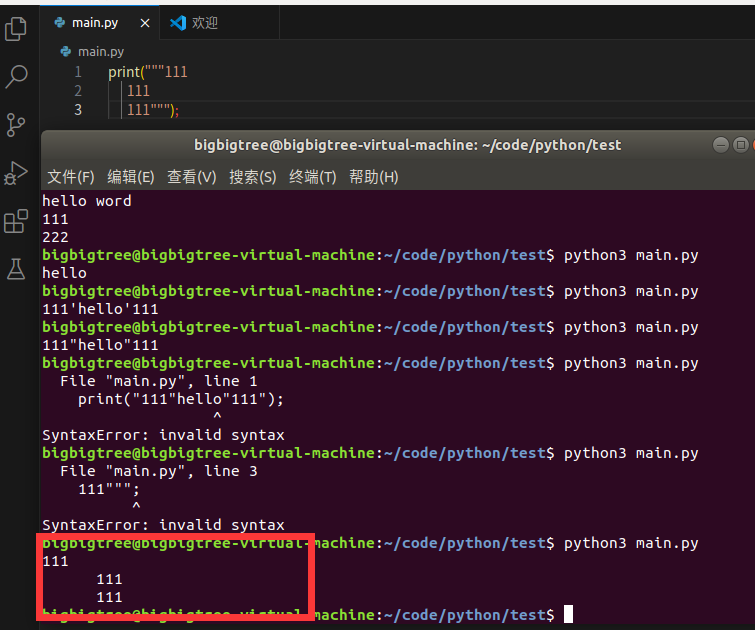 main.py × 欢迎
main.py
1 print("""111
2 111
3 111""");
bigbigtree@bigbigtree-virtual-machine: ~/code/python/test
文件(F) 编辑(E) 查看(V) 搜索(S) 终端(T) 帮助(H)
hello word
111
222
bigbigtree@bigbigtree-virtual-machine:~/code/python/test$ python3 main.py
hello
bigbigtree@bigbigtree-virtual-machine:~/code/python/test$ python3 main.py
111'hello'111
bigbigtree@bigbigtree-virtual-machine:~/code/python/test$ python3 main.py
111"hello"111
bigbigtree@bigbigtree-virtual-machine:~/code/python/test$ python3 main.py
File "main.py", line 1
print("111"hello"111");
^
SyntaxError: invalid syntax
bigbigtree@bigbigtree-virtual-machine:~/code/python/test$ python3 main.py
File "main.py", line 3
111""";
^
SyntaxError: invalid syntax
bigbigtree@bigbigtree-virtual-machine:~/code/python/test$ python3 main.py
111
111
111
bigbigtree@bigbigtree-virtual-machine:~/code/python/test$